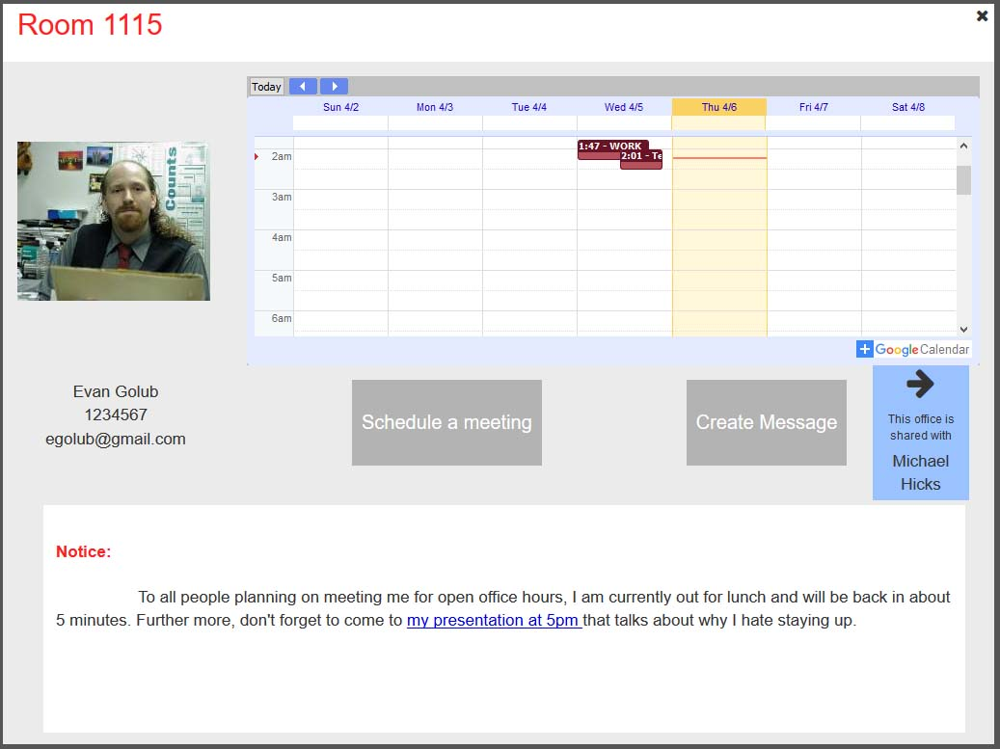 Room 1115
Today
Sun 4/2 Mon 4/3 Tue 4/4 Wed 4/5 Thu 4/6 Fri 4/7 Sat 4/8
1:47 - WORK
2:01 - Te
2am
3am
4am
5am
6am
Counts
Google Calendar
Evan Golub
1234567
egolub@gmail.com
Schedule a meeting
Create Message
This office is
shared with
Michael
Hicks
Notice:
To all people planning on meeting me for open office hours, I am currently out for lunch and will be back in about
5 minutes. Further more, don't forget to come to my presentation at 5pm that talks about why I hate staying up.